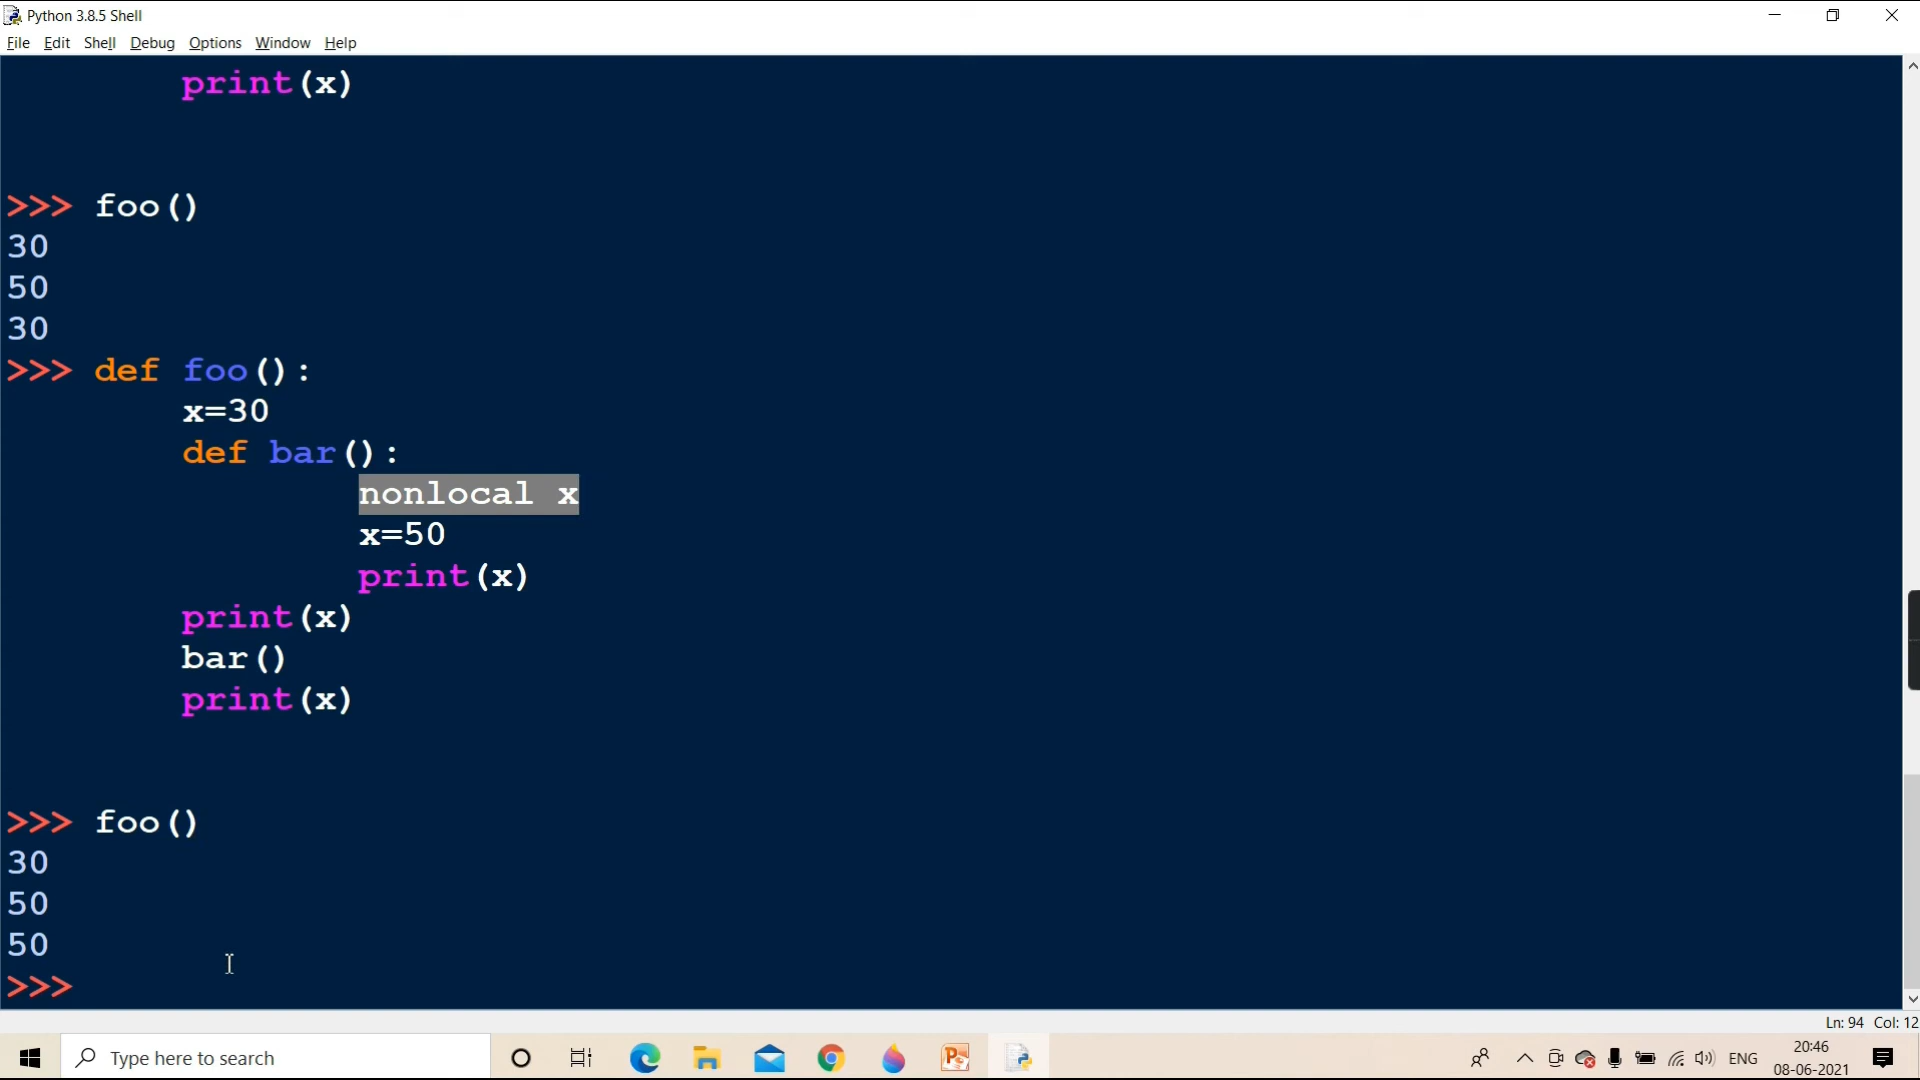 Python 3.8.5 Shell
File Edit Shell Debug Options Window Help
print(x)
>>> foo()
30
50
30
>>> def foo():
x=30
def bar():
nonlocal x
x=50
print(x)
print(x)
bar()
print(x)
>>> foo()
30
50
50
>>>
Ln: 94 Col: 12
Type here to search
ENG
20:46
08-06-2021